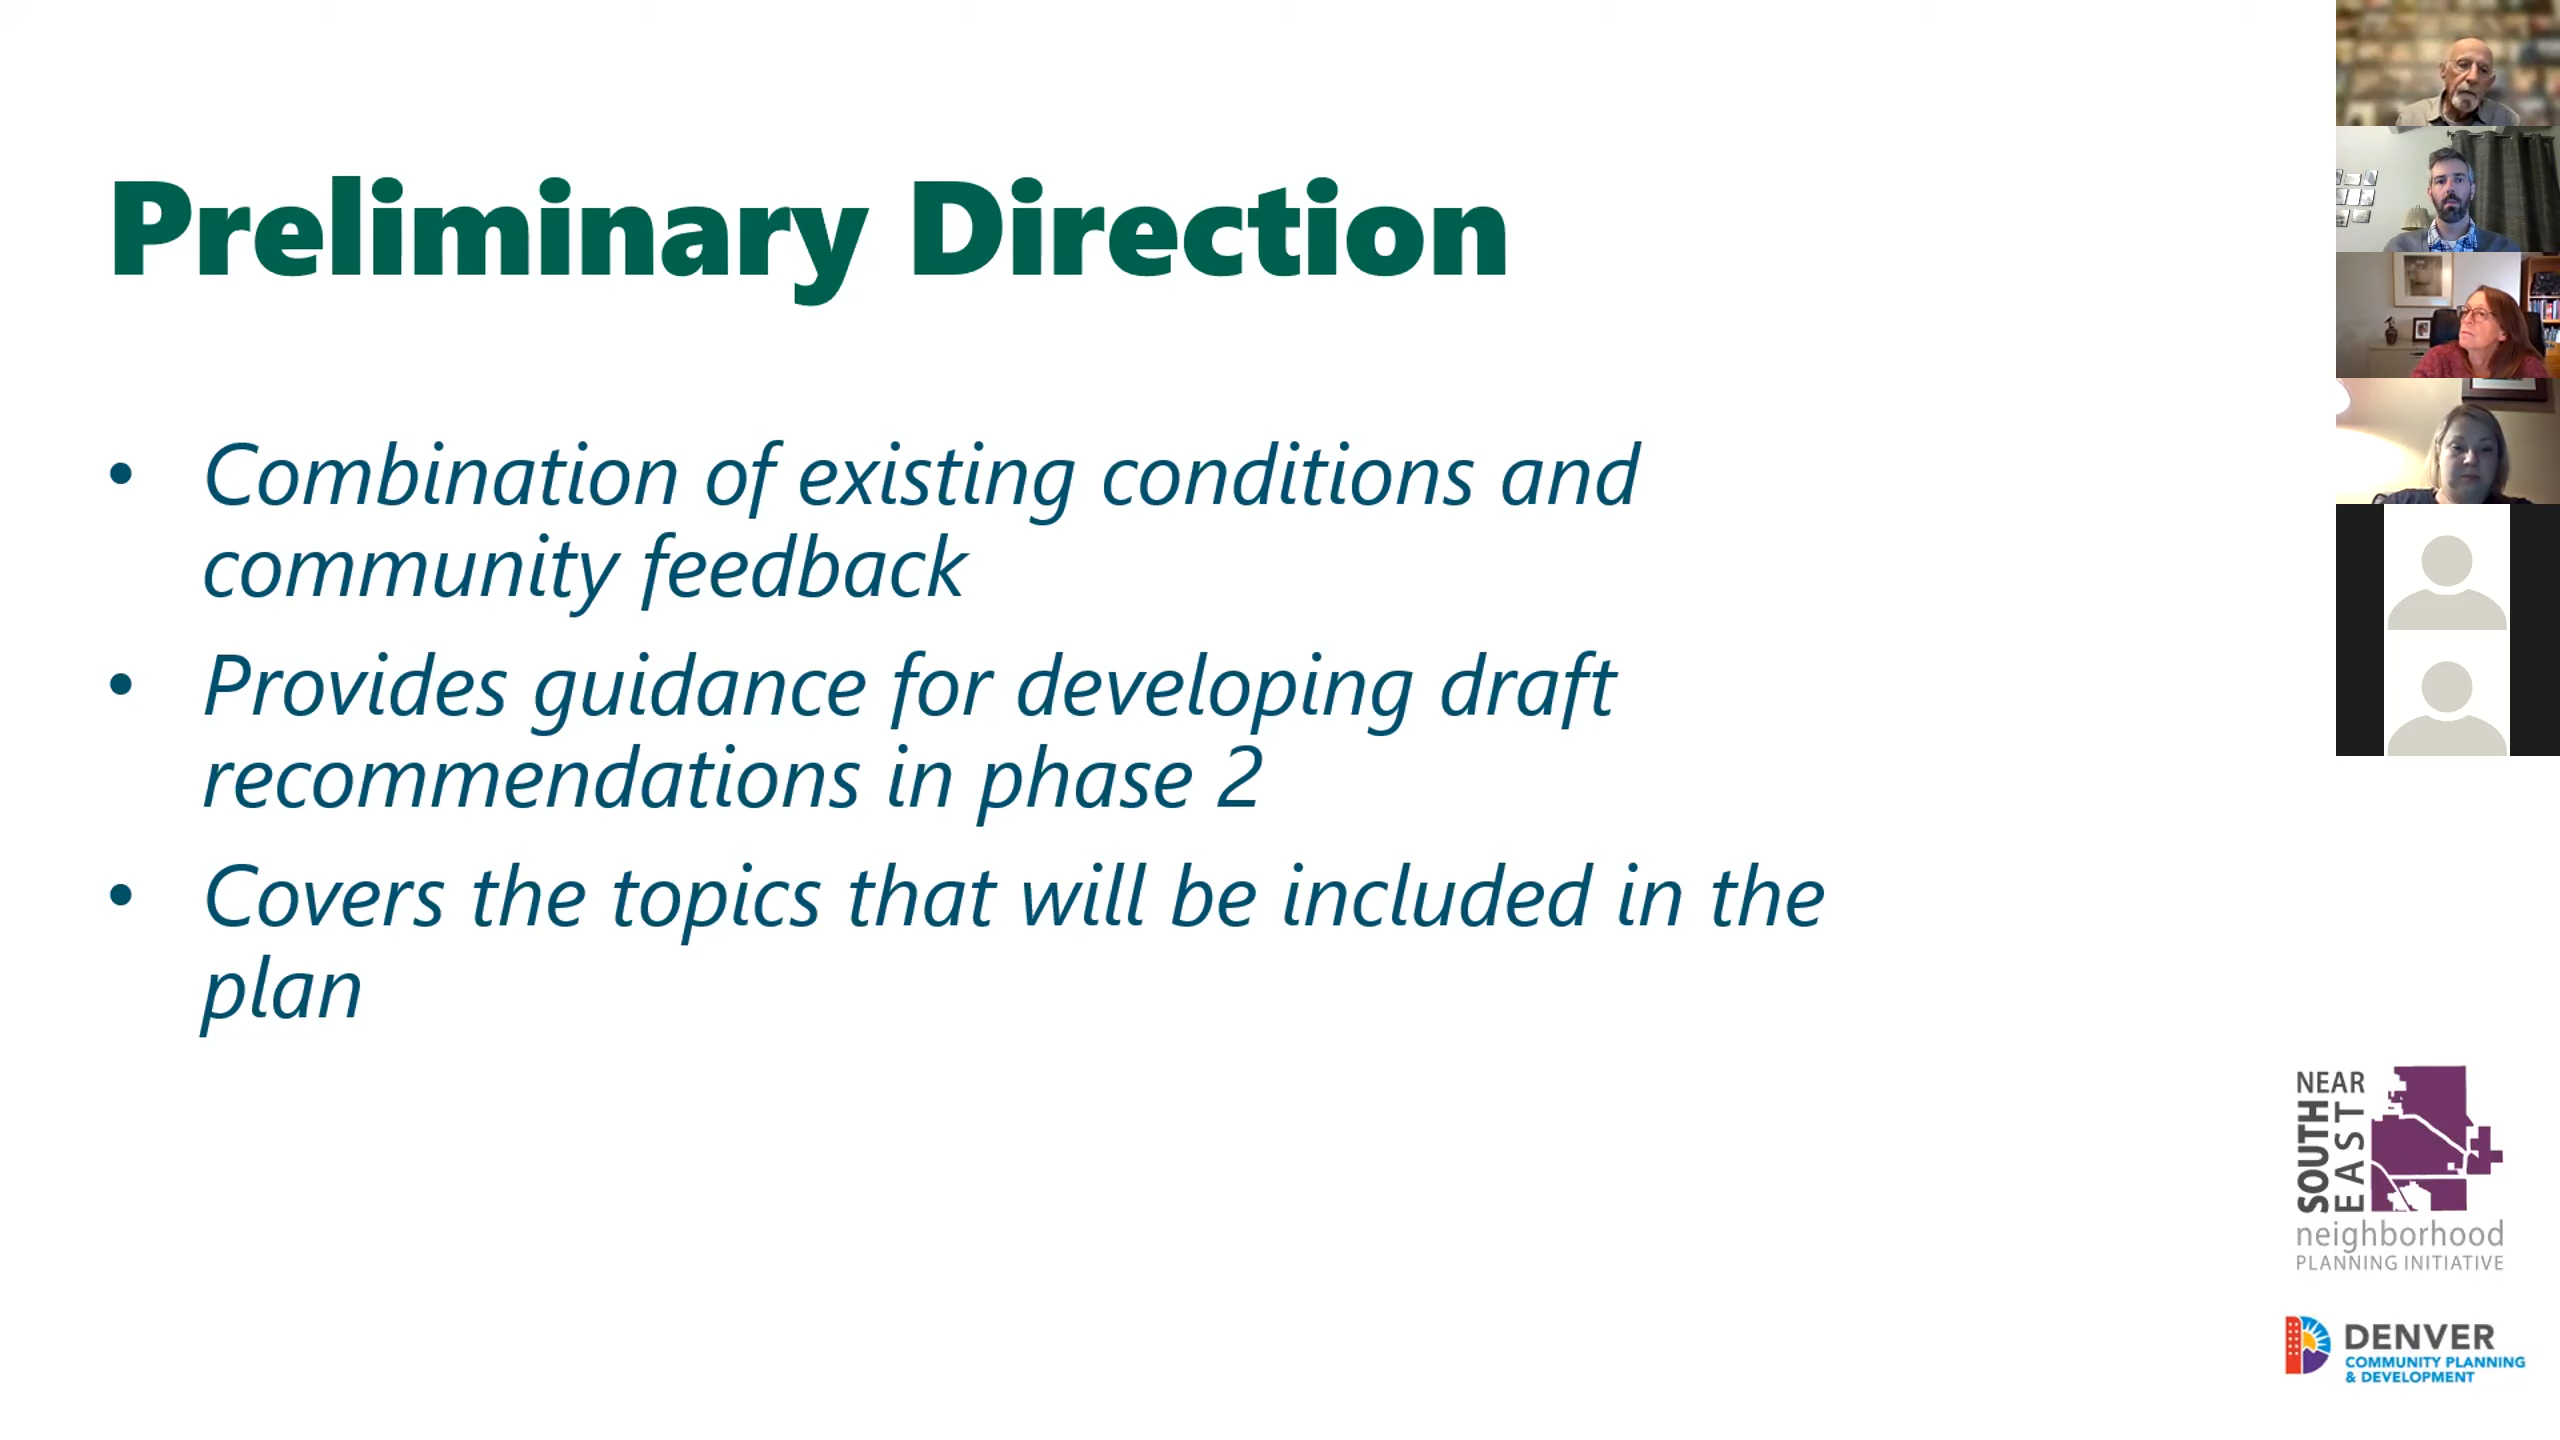 Preliminary Direction
• Combination of existing conditions and
community feedback
• Provides guidance for developing draft
recommendations in phase 2
• Covers the topics that will be included in the
plan
NEAR
SOUTH
EAST
neighborhood
PLANNING INITIATIVE
DENVER
COMMUNITY PLANNING
& DEVELOPMENT